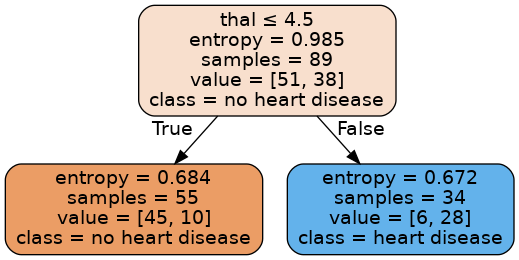 thal ≤ 4.5
entropy = 0.985
samples = 89
value = [51, 38]
class = no heart disease
True
False
entropy = 0.684
samples = 55
value = [45, 10]
class = no heart disease
entropy = 0.672
samples = 34
value = [6, 28]
class = heart disease